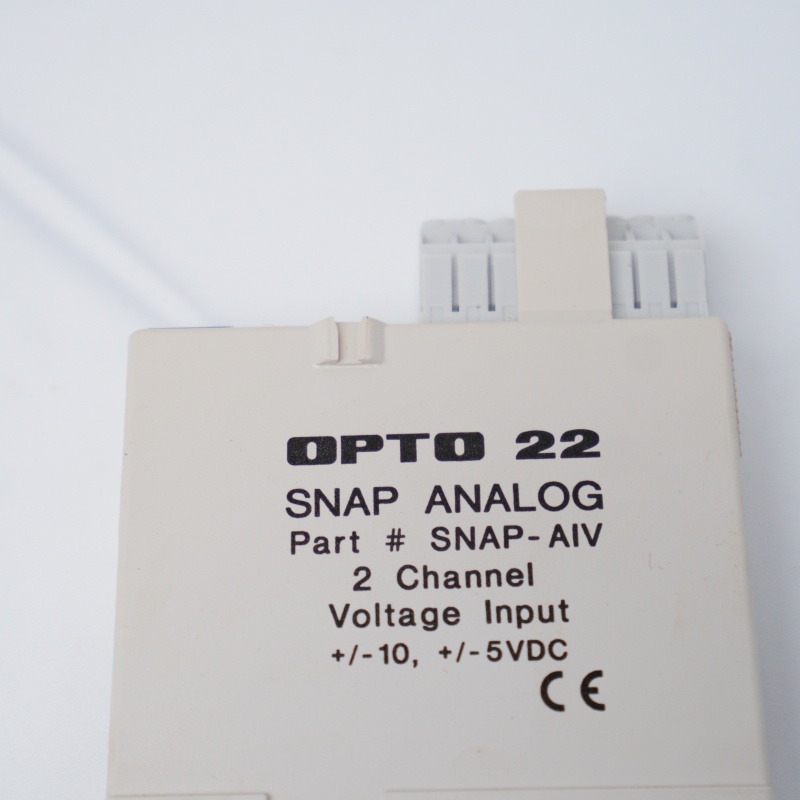 OPTO 22
SNAP ANALOG
Part # SNAP-AIV
2 Channel
Voltage Input
+/-10, +/-5VDC
CE